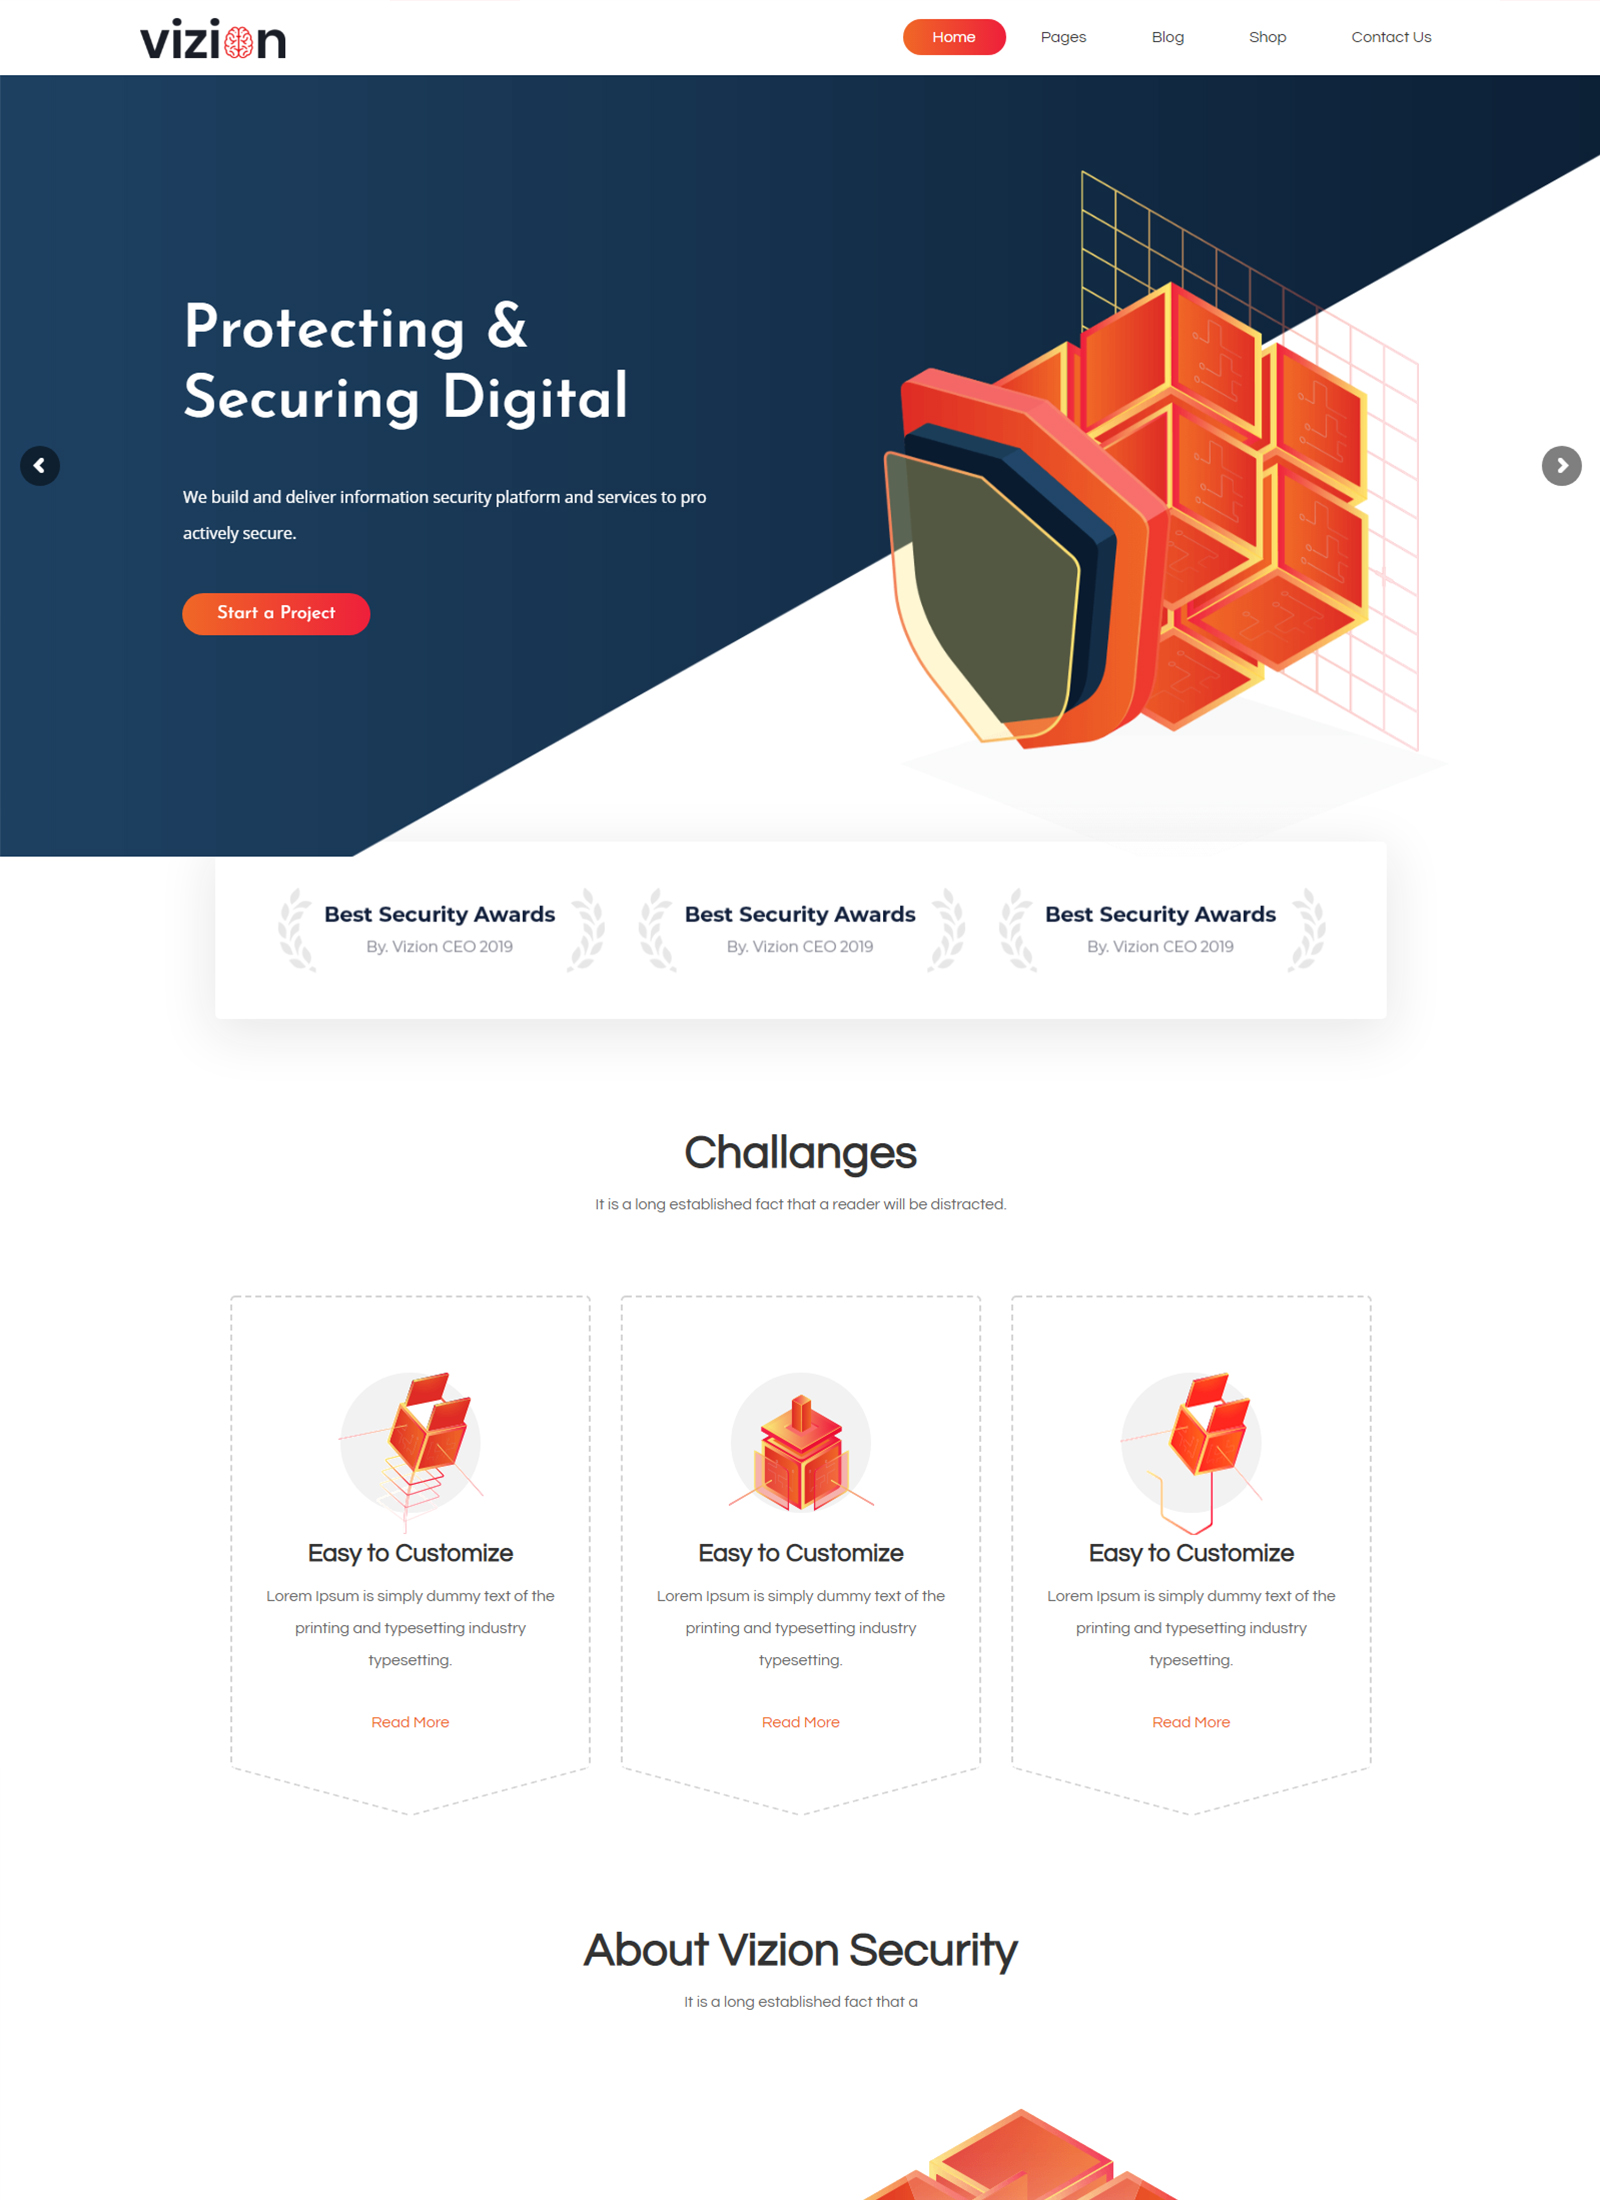 vizion
Home Pages Blog Shop Contact Us
Protecting &
Securing Digital
We build and deliver information security platform and services to pro
actively secure.
Start a Project
Best Security Awards
By. Vizion CEO 2019
Best Security Awards
By. Vizion CEO 2019
Best Security Awards
By. Vizion CEO 2019
Challanges
It is a long established fact that a reader will be distracted.
Easy to Customize
Lorem Ipsum is simply dummy text of the
printing and typesetting industry
typesetting.
Read More
Easy to Customize
Lorem Ipsum is simply dummy text of the
printing and typesetting industry
typesetting.
Read More
Easy to Customize
Lorem Ipsum is simply dummy text of the
printing and typesetting industry
typesetting.
Read More
About Vizion Security
It is a long established fact that a